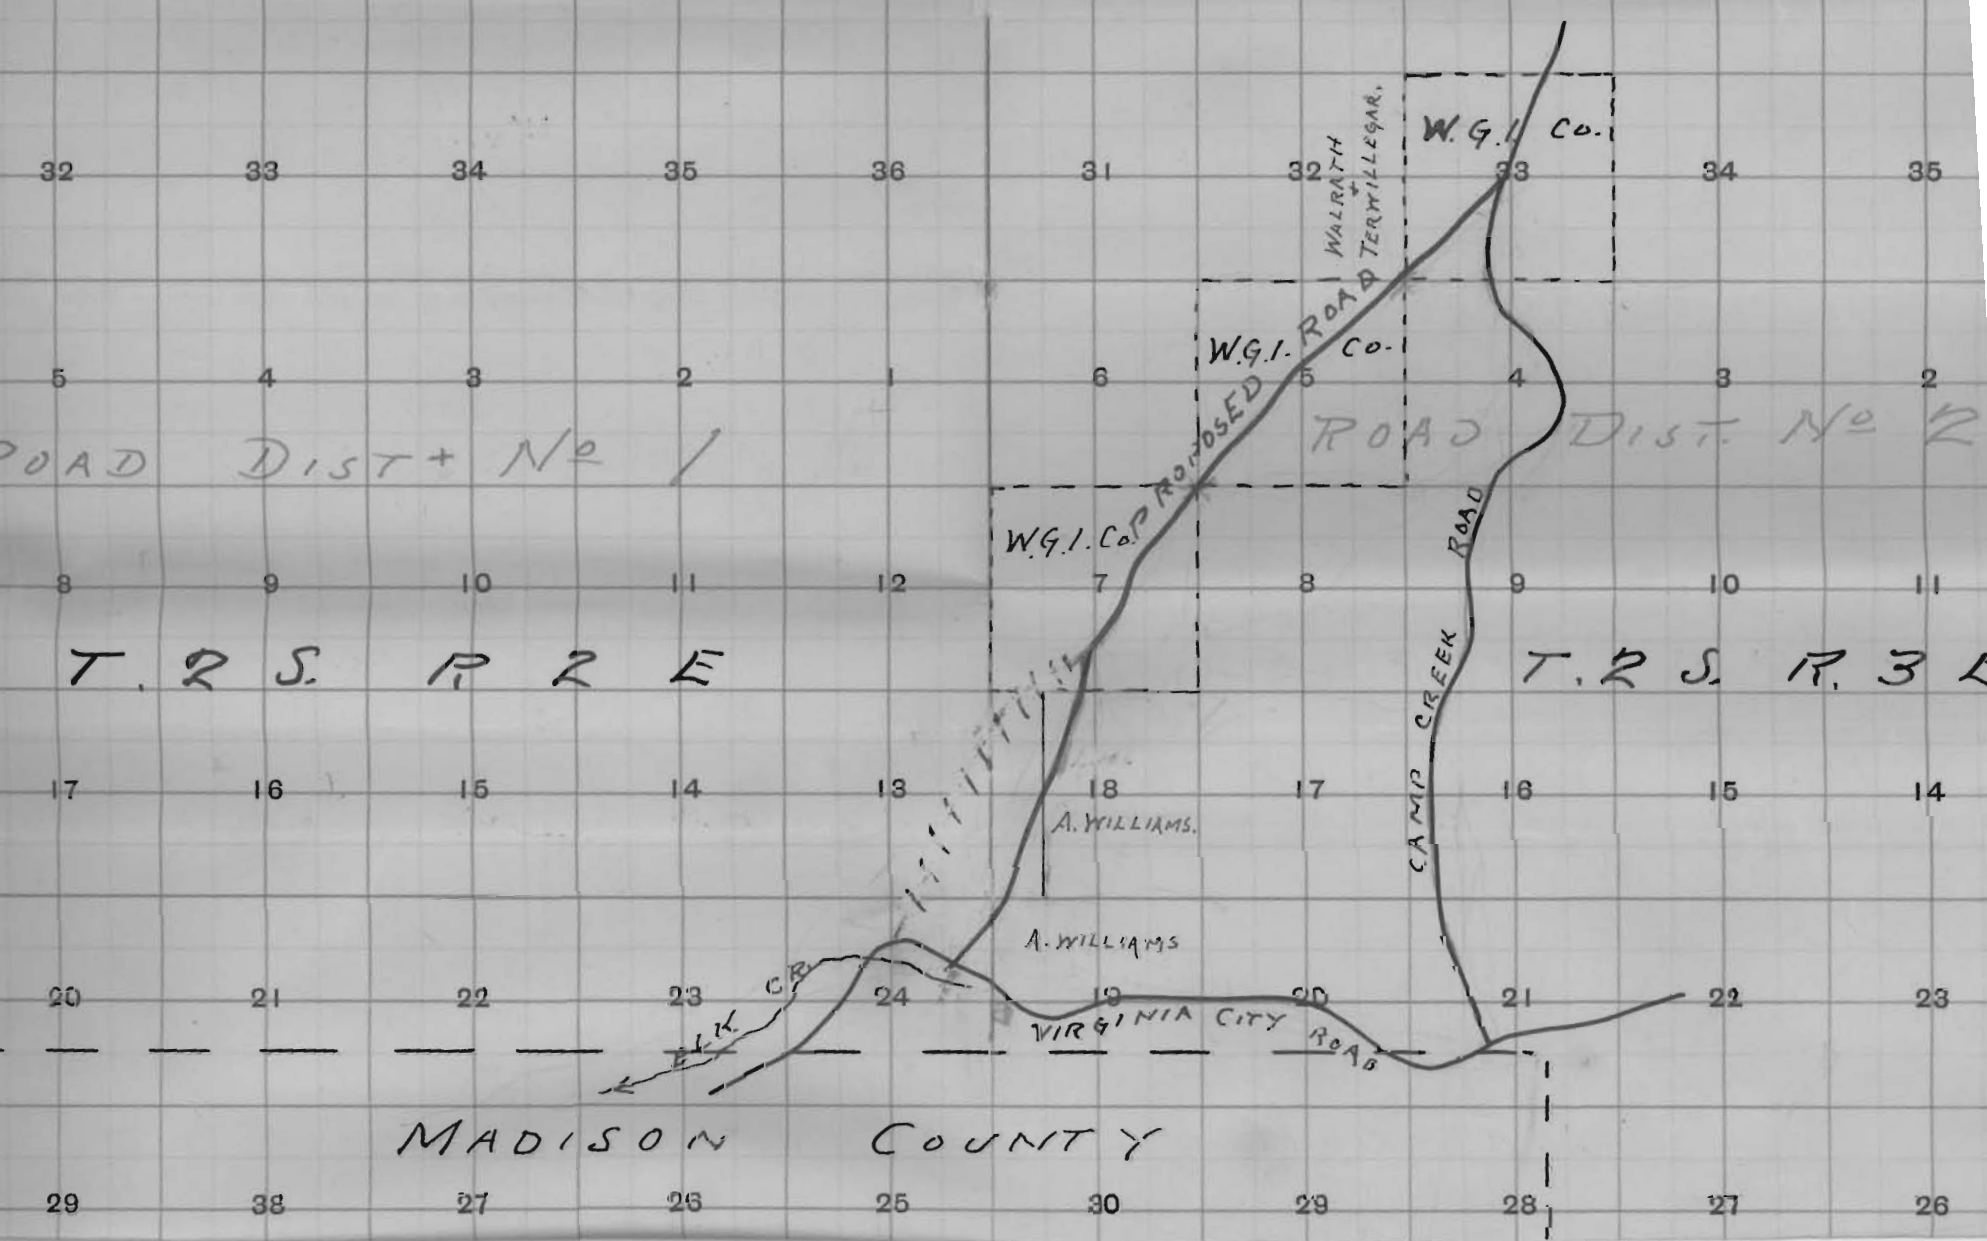 WALRATH
+
TERWILLEGAR.
W.G.I. Co.
32 33 34 35 36 31 32 33 34 35
W.G.I. Co.
PROPOSED ROAD
5 4 3 2 1 6 5 4 3 2
ROAD DIST+ No 1
ROAD DIST. No 2
W.G.I. Co.
8 9 10 11 12 7 8 9 10 11
CAMP CREEK ROAD
T. 2 S. R 2 E
T. 2 S. R. 3 E
17 16 15 14 13 18 17 16 15 14
A. WILLIAMS.
A. WILLIAMS
ELK CR.
20 21 22 23 24 19 20 21 22 23
VIRGINIA CITY ROAD
MADISON COUNTY
29 38 27 26 25 30 29 28 27 26